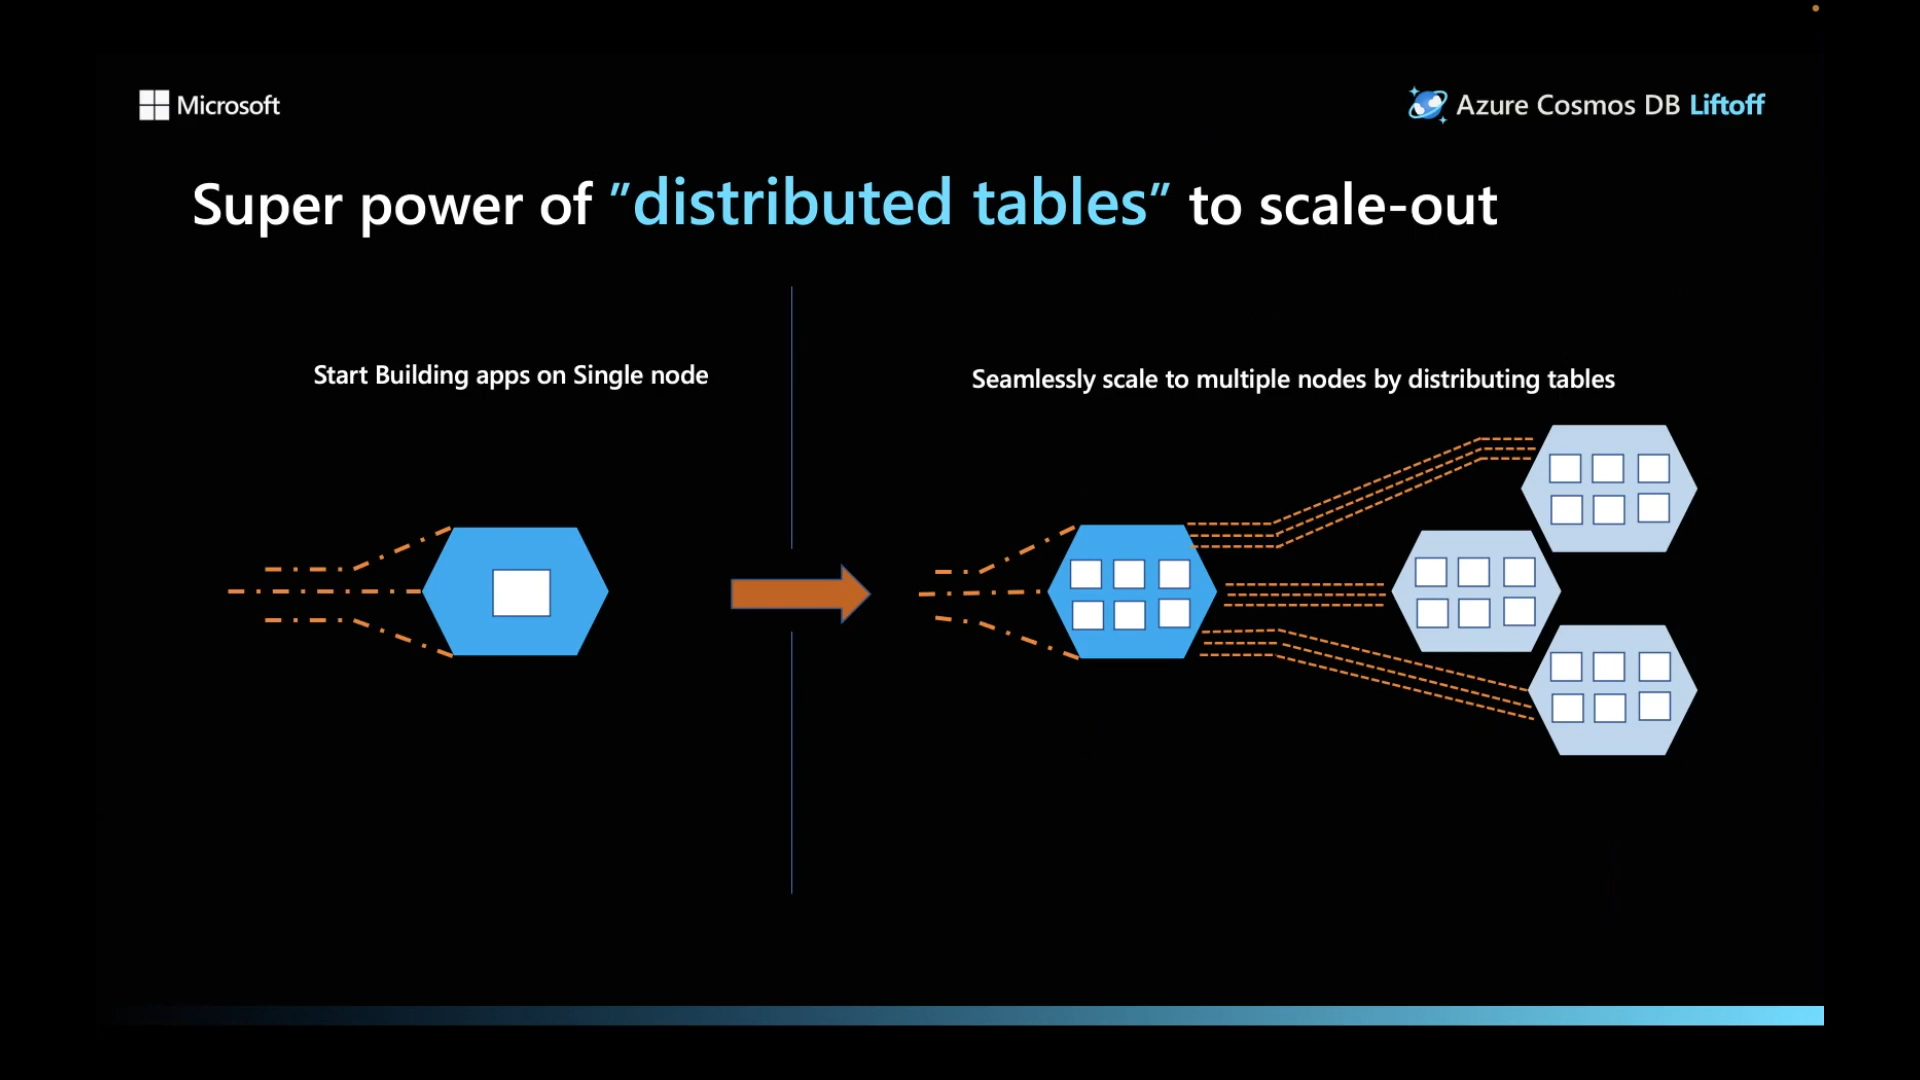 Microsoft
Azure Cosmos DB Liftoff
Super power of ”distributed tables” to scale-out
Start Building apps on Single node
Seamlessly scale to multiple nodes by distributing tables